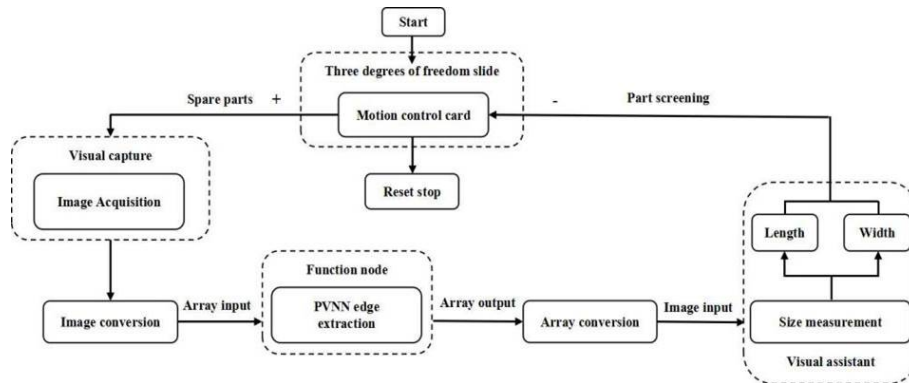 Start
Three degrees of freedom slide
Spare parts +
- Part screening
Motion control card
Visual capture
Reset stop
Image Acquisition
Length
Width
Function node
Image conversion
Array input
PVNN edge
extraction
Array output
Array conversion
Image input
Size measurement
Visual assistant